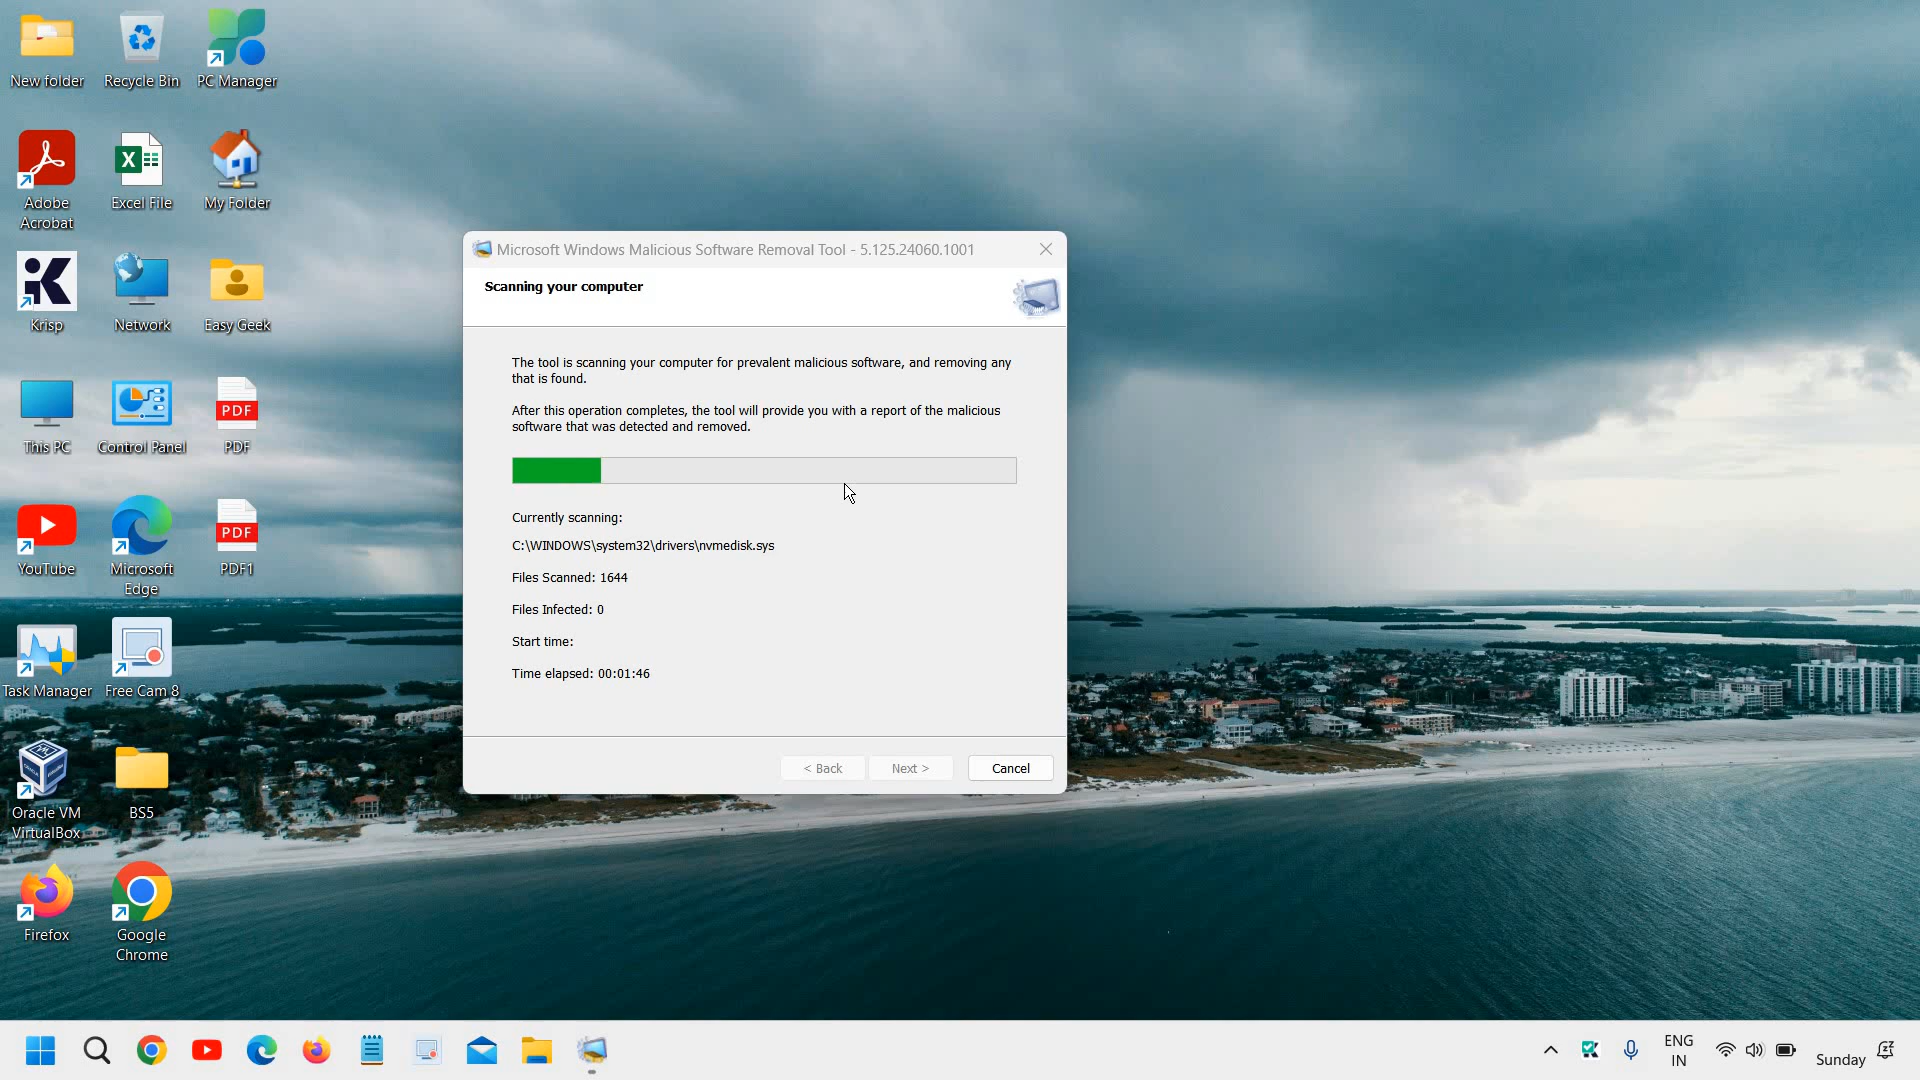 New folder
Recycle Bin
PC Manager
Adobe
Acrobat
Excel File
My Folder
Krisp
Network
Easy Geek
This PC
Control Panel
PDF
PDF
YouTube
Microsoft
Edge
PDF
PDF1
Task Manager
Free Cam 8
Oracle VM
VirtualBox
BS5
Firefox
Google
Chrome
Microsoft Windows Malicious Software Removal Tool - 5.125.24060.1001
Scanning your computer
The tool is scanning your computer for prevalent malicious software, and removing any
that is found.
After this operation completes, the tool will provide you with a report of the malicious
software that was detected and removed.
Currently scanning:
C:\WINDOWS\system32\drivers\nvmedisk.sys
Files Scanned: 1644
Files Infected: 0
Start time:
Time elapsed: 00:01:46
< Back
Next >
Cancel
ENG
IN
Sunday